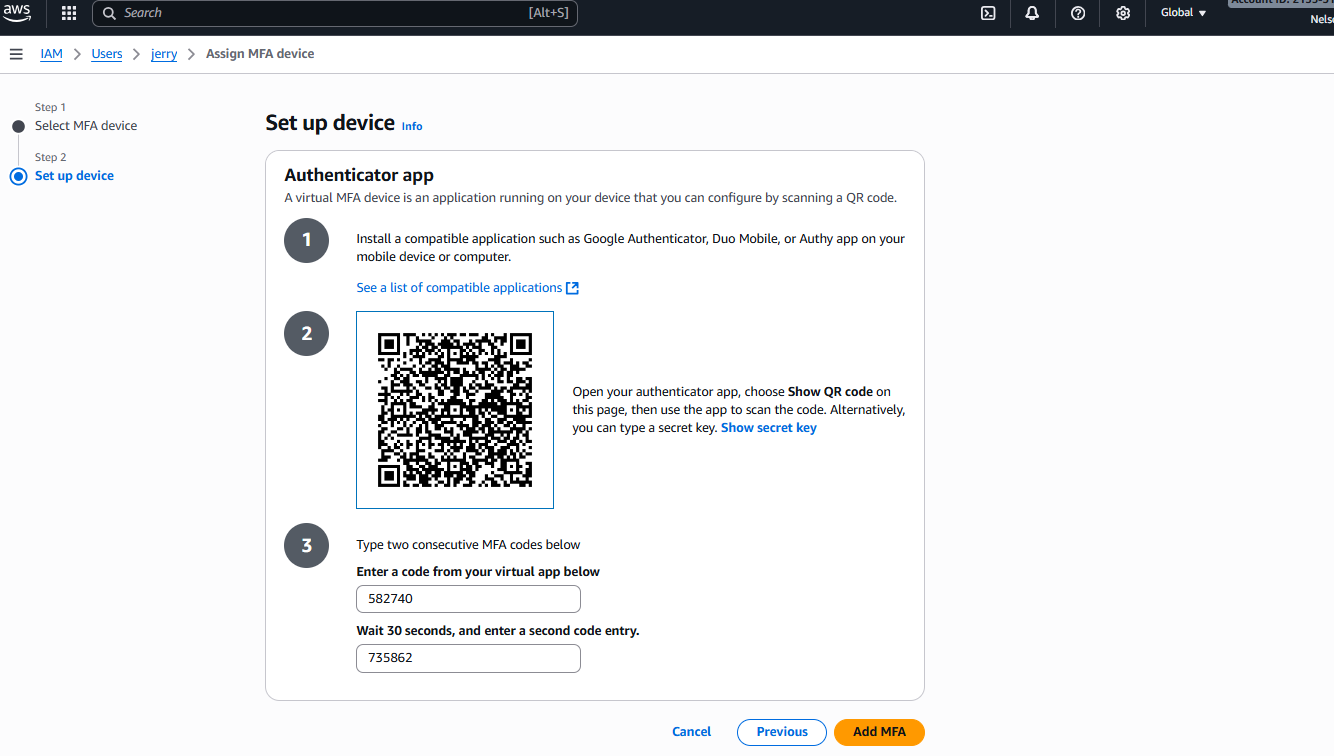 aws
Search
[Alt+S]
Global
Nels
IAM
Users
jerry
Assign MFA device
Step 1
Select MFA device
Step 2
Set up device
Set up device Info
Authenticator app
A virtual MFA device is an application running on your device that you can configure by scanning a QR code.
1
Install a compatible application such as Google Authenticator, Duo Mobile, or Authy app on your
mobile device or computer.
See a list of compatible applications
2
Open your authenticator app, choose Show QR code on
this page, then use the app to scan the code. Alternatively,
you can type a secret key. Show secret key
3
Type two consecutive MFA codes below
Enter a code from your virtual app below
582740
Wait 30 seconds, and enter a second code entry.
735862
Cancel
Previous
Add MFA